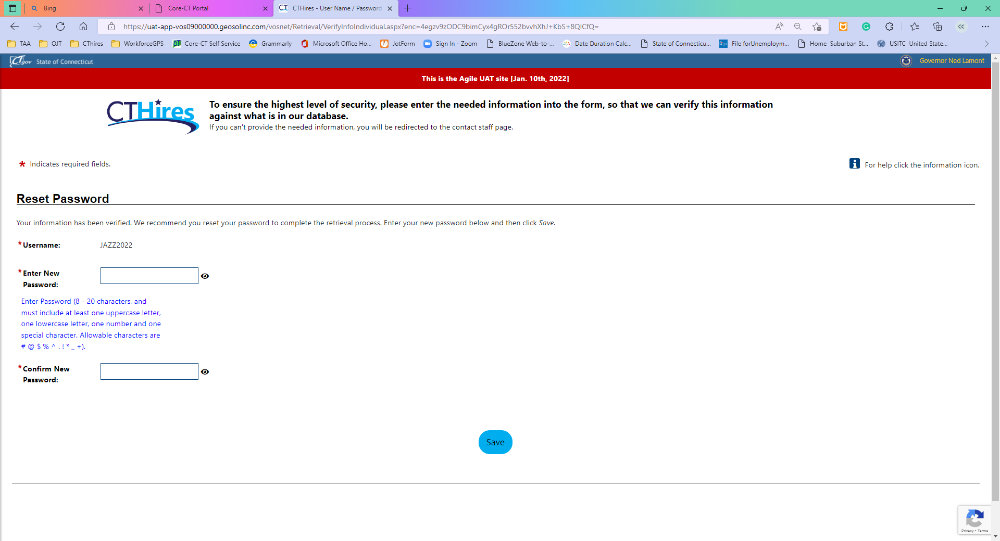 Bing
Core-CT Portal
CT CTHires - User Name / Password
https://uat-app-vos09000000.geosolinc.com/vosnet/Retrieval/VerifyInfoIndividual.aspx?enc=4egzv9zODC9bimCyx4gROr552bvvhXhJ+KbS+8QlCfQ=
CC
TAA OJT CThires WorkforceGPS Core-CT Self Service Grammarly Microsoft Office Ho... JotForm Sign In - Zoom BlueZone Web-to-... Date Duration Calc... State of Connecticu... File forUnemploym... Home Suburban St... USITC United State...
CT.gov State of Connecticut
Governor Ned Lamont
This is the Agile UAT site [Jan. 10th, 2022]
CTHires
To ensure the highest level of security, please enter the needed information into the form, so that we can verify this information
against what is in our database.
If you can't provide the needed information, you will be redirected to the contact staff page.
* Indicates required fields.
i For help click the information icon.
Reset Password
Your information has been verified. We recommend you reset your password to complete the retrieval process. Enter your new password below and then click Save.
*Username: JAZZ2022
*Enter New
Password:
Enter Password (8 - 20 characters, and
must include at least one uppercase letter,
one lowercase letter, one number and one
special character. Allowable characters are
# @ $ % ^ . ! * _ +).
*Confirm New
Password:
Save
Privacy - Terms